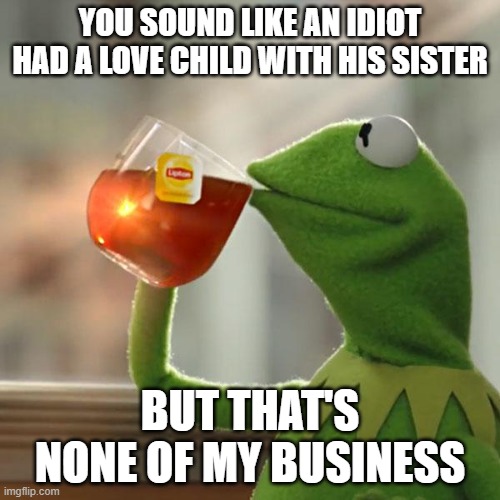 YOU SOUND LIKE AN IDIOT
HAD A LOVE CHILD WITH HIS SISTER
Lipton
BUT THAT'S
NONE OF MY BUSINESS
imgflip.com